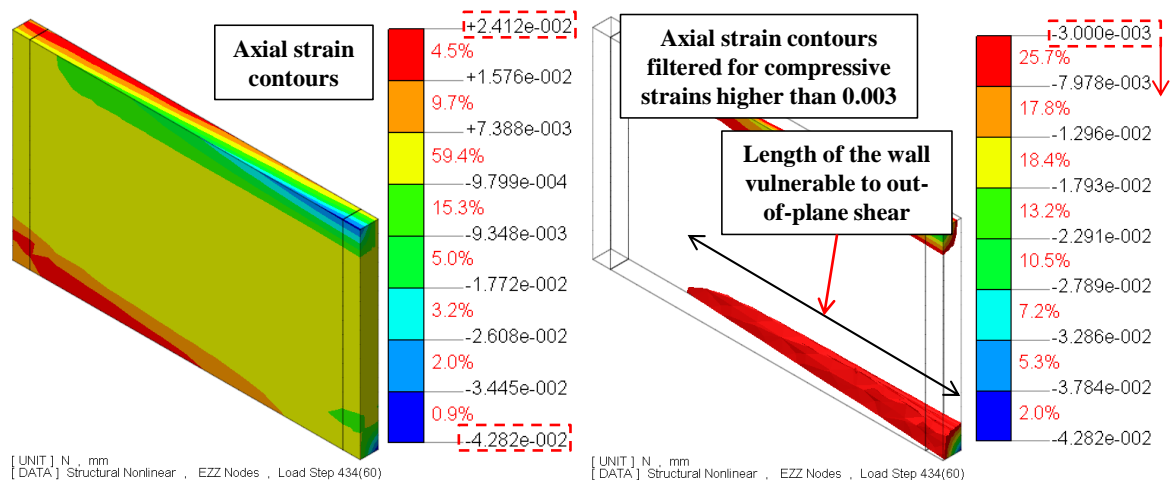 Axial strain
contours
+2.412e-002
4.5%
+1.576e-002
9.7%
+7.388e-003
59.4%
-9.799e-004
15.3%
-9.348e-003
5.0%
-1.772e-002
3.2%
-2.608e-002
2.0%
-3.445e-002
0.9%
-4.282e-002
[ UNIT ] N , mm
[ DATA ] Structural Nonlinear , EZZ Nodes , Load Step 434(60)
Axial strain contours
filtered for compressive
strains higher than 0.003
Length of the wall
vulnerable to out-
of-plane shear
-3.000e-003
25.7%
-7.978e-003
17.8%
-1.296e-002
18.4%
-1.793e-002
13.2%
-2.291e-002
10.5%
-2.789e-002
7.2%
-3.286e-002
5.3%
-3.784e-002
2.0%
-4.282e-002
[ UNIT ] N , mm
[ DATA ] Structural Nonlinear , EZZ Nodes , Load Step 434(60)